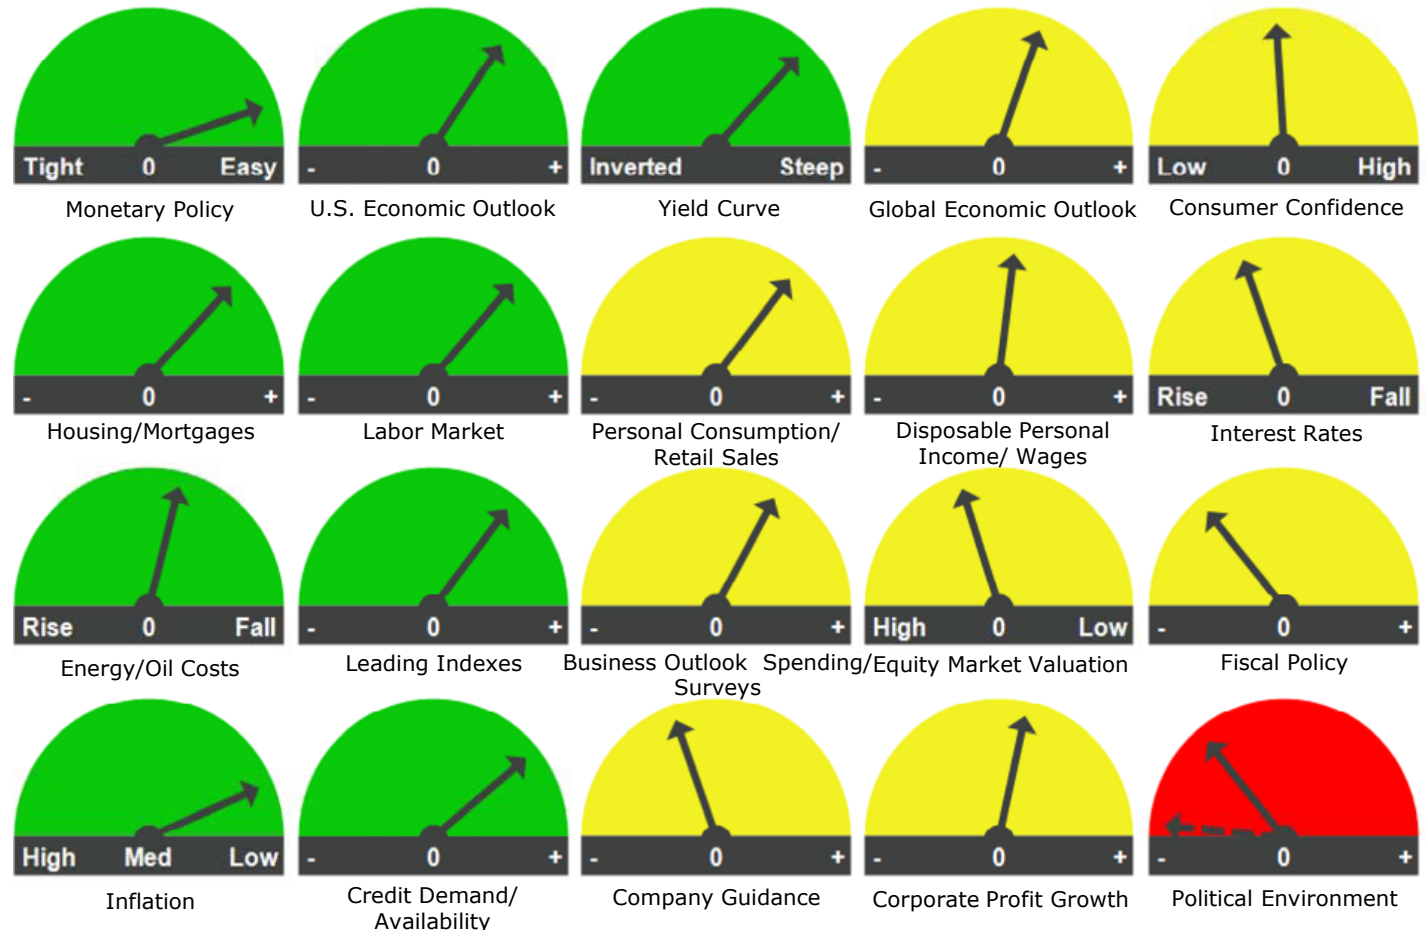 Tight 0 Easy
- 0 +
Inverted Steep
- 0 +
Low 0 High
Monetary Policy
U.S. Economic Outlook
Yield Curve
Global Economic Outlook
Consumer Confidence
- 0 +
- 0 +
- 0 +
- 0 +
Rise 0 Fall
Housing/Mortgages
Labor Market
Personal Consumption/
Retail Sales
Disposable Personal
Income/ Wages
Interest Rates
Rise 0 Fall
- 0 +
- 0 +
High 0 Low
- 0 +
Energy/Oil Costs
Leading Indexes
Business Outlook Spending/
Surveys
Equity Market Valuation
Fiscal Policy
High Med Low
- 0 +
- 0 +
- 0 +
- 0 +
Inflation
Credit Demand/
Availability
Company Guidance
Corporate Profit Growth
Political Environment